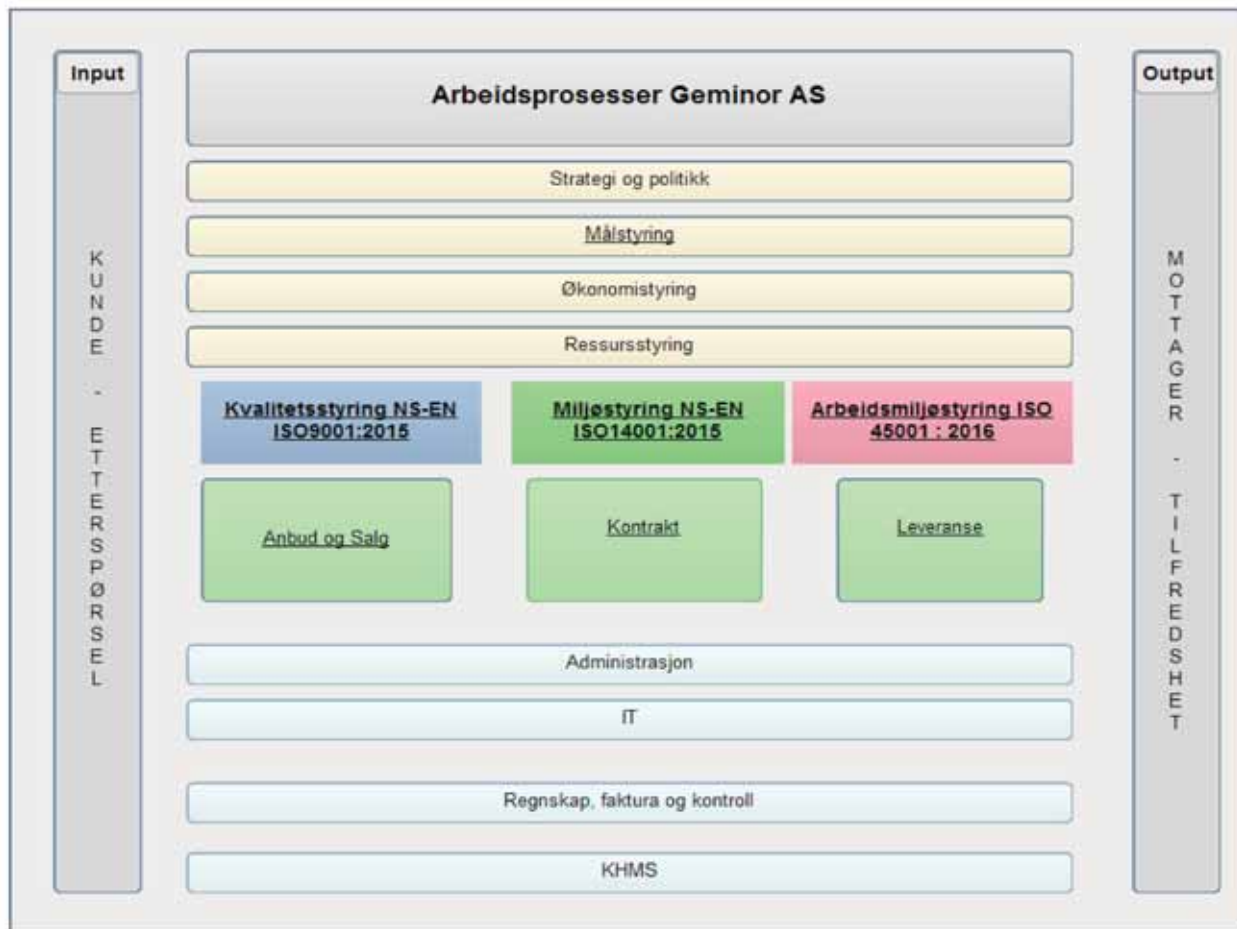 Input
KUNDE - ETTERSPØRSEL
Arbeidsprosesser Geminor AS
Strategi og politikk
Målstyring
Økonomistyring
Ressursstyring
Kvalitetsstyring NS-EN
ISO9001:2015
Miljøstyring NS-EN
ISO14001:2015
Arbeidsmiljøstyring ISO
45001 : 2016
Anbud og Salg
Kontrakt
Leveranse
Administrasjon
IT
Regnskap, faktura og kontroll
KHMS
Output
MOTTAGER - TILFREDSHET